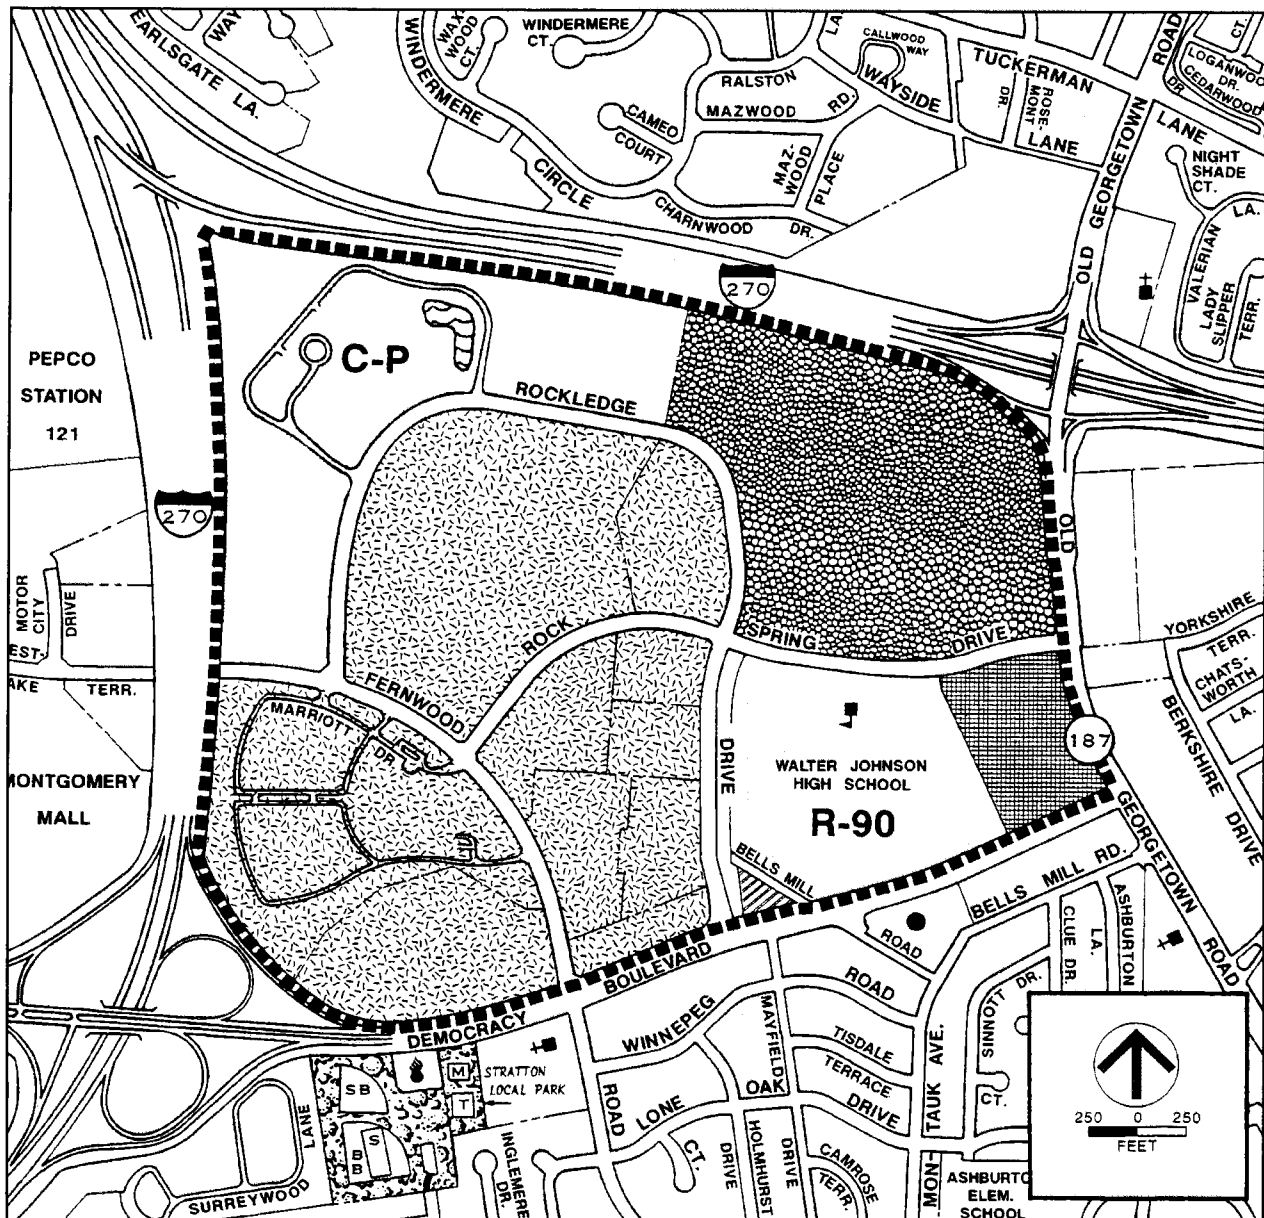 EARLSGATE LA.
WAY
WINDERMERE
WAX-
WOOD
CT.
WINDERMERE
CT.
CALLWOOD
WAY
LA
TUCKERMAN
ROAD
CT.
LOGANWOO
DR.
CEDARWOOD
DR
RALSTON
MAZWOOD RD.
WAYSIDE
DR.
ROSE-
MONT
LANE
LANE
CAMEO
COURT
MAZ-
WOOD
PLACE
NIGHT
SHADE
CT.
LA.
CIRCLE
CHARNWOOD DR.
OLD GEORGETOWN
VALERIAN
LADY
SLIPPER
TERR.
270
PEPCO
STATION
121
C-P
ROCKLEDGE
270
OLD
MOTOR
CITY
DRIVE
EST-
AKE TERR.
ROCK
SPRING DRIVE
YORKSHIRE
TERR.
CHATS-
WORTH
LA.
FERNWOOD
MARRIOTT
DR.
DRIVE
BERKSHIRE DRIVE
187
WALTER JOHNSON
HIGH SCHOOL
R-90
MONTGOMERY
MALL
GEORGETOWN
ROAD
BELLS MILL
BELLS MILL RD.
ROAD
CLUE DR.
LA.
ASHBURTON
BOULEVARD
DEMOCRACY
ROAD
WINNEPEG
MAYFIELD
SINNOTT DR.
CT.
TISDALE
TERRACE
TAUK AVE.
MON-
STRATTON
LOCAL PARK
M
T
SB
S
B
B
LANE
SURREYWOOD
ROAD
LONE OAK DRIVE
INGLEMERE
DR.
CT.
DRIVE
HOLMHURST
DRIVE
CAMROSE
TERR.
250 0 250
FEET
ASHBURTO
ELEM.
SCHOOL